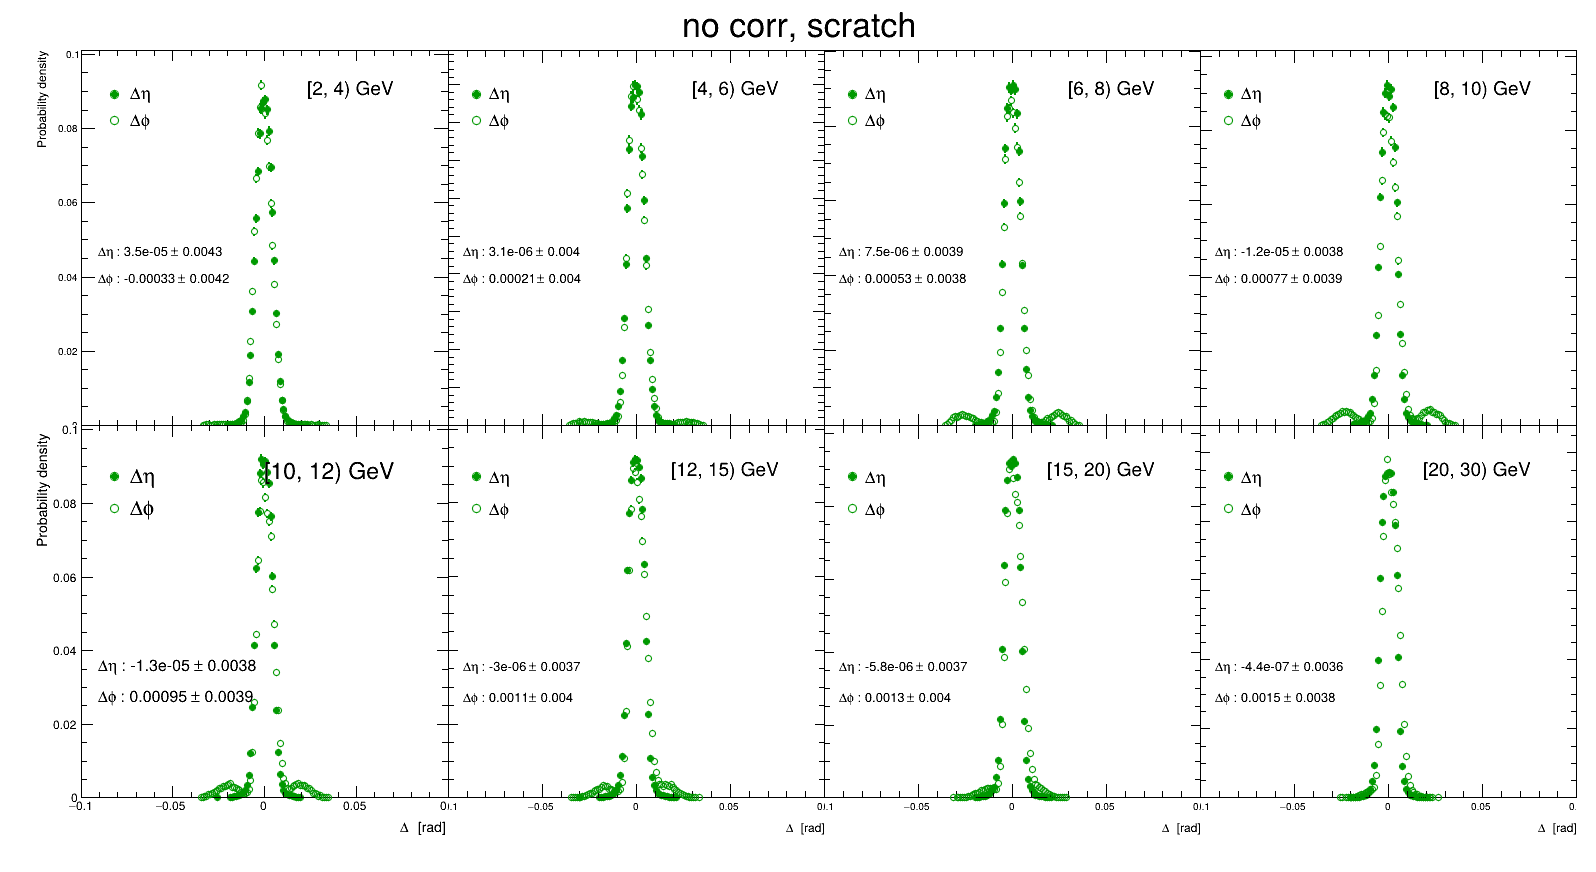 no corr, scratch
Probability density
0.1
0.08
0.06
0.04
0.02
[2, 4) GeV
Δη
Δϕ
Δη : 3.5e-05 ± 0.0043
Δϕ : -0.00033 ± 0.0042
[4, 6) GeV
Δη
Δϕ
Δη : 3.1e-06 ± 0.004
Δϕ : 0.00021 ± 0.004
[6, 8) GeV
Δη
Δϕ
Δη : 7.5e-06 ± 0.0039
Δϕ : 0.00053 ± 0.0038
[8, 10) GeV
Δη
Δϕ
Δη : -1.2e-05 ± 0.0038
Δϕ : 0.00077 ± 0.0039
Probability density
0.1
0.08
0.06
0.04
0.02
0
[10, 12) GeV
Δη
Δϕ
Δη : -1.3e-05 ± 0.0038
Δϕ : 0.00095 ± 0.0039
−0.1 −0.05 0 0.05
Δ [rad]
[12, 15) GeV
Δη
Δϕ
Δη : -3e-06 ± 0.0037
Δϕ : 0.0011 ± 0.004
−0.05 0 0.05
Δ [rad]
[15, 20) GeV
Δη
Δϕ
Δη : -5.8e-06 ± 0.0037
Δϕ : 0.0013 ± 0.004
−0.05 0 0.05
Δ [rad]
[20, 30) GeV
Δη
Δϕ
Δη : -4.4e-07 ± 0.0036
Δϕ : 0.0015 ± 0.0038
−0.05 0 0.05
Δ [rad]